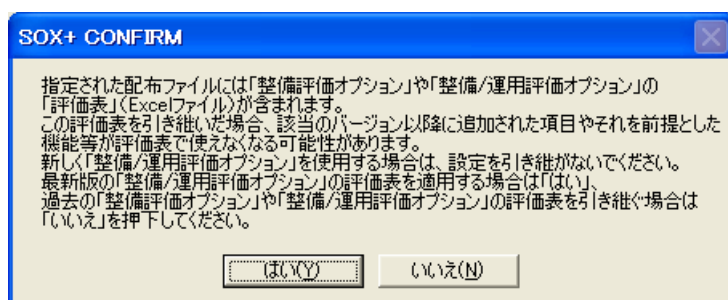 SOX+ CONFIRM
指定された配布ファイルには「整備評価オプション」や「整備/運用評価オプション」の
「評価表」(Excelファイル)が含まれます。
この評価表を引き継いだ場合、該当のバージョン以降に追加された項目やそれを前提とした
機能等が評価表で使えなくなる可能性があります。
新しく「整備/運用評価オプション」を使用する場合は、設定を引き継がないでください。
最新版の「整備/運用評価オプション」の評価表を適用する場合は「はい」、
過去の「整備評価オプション」や「整備/運用評価オプション」の評価表を引き継ぐ場合は
「いいえ」を押下してください。
はい(Y) いいえ(N)